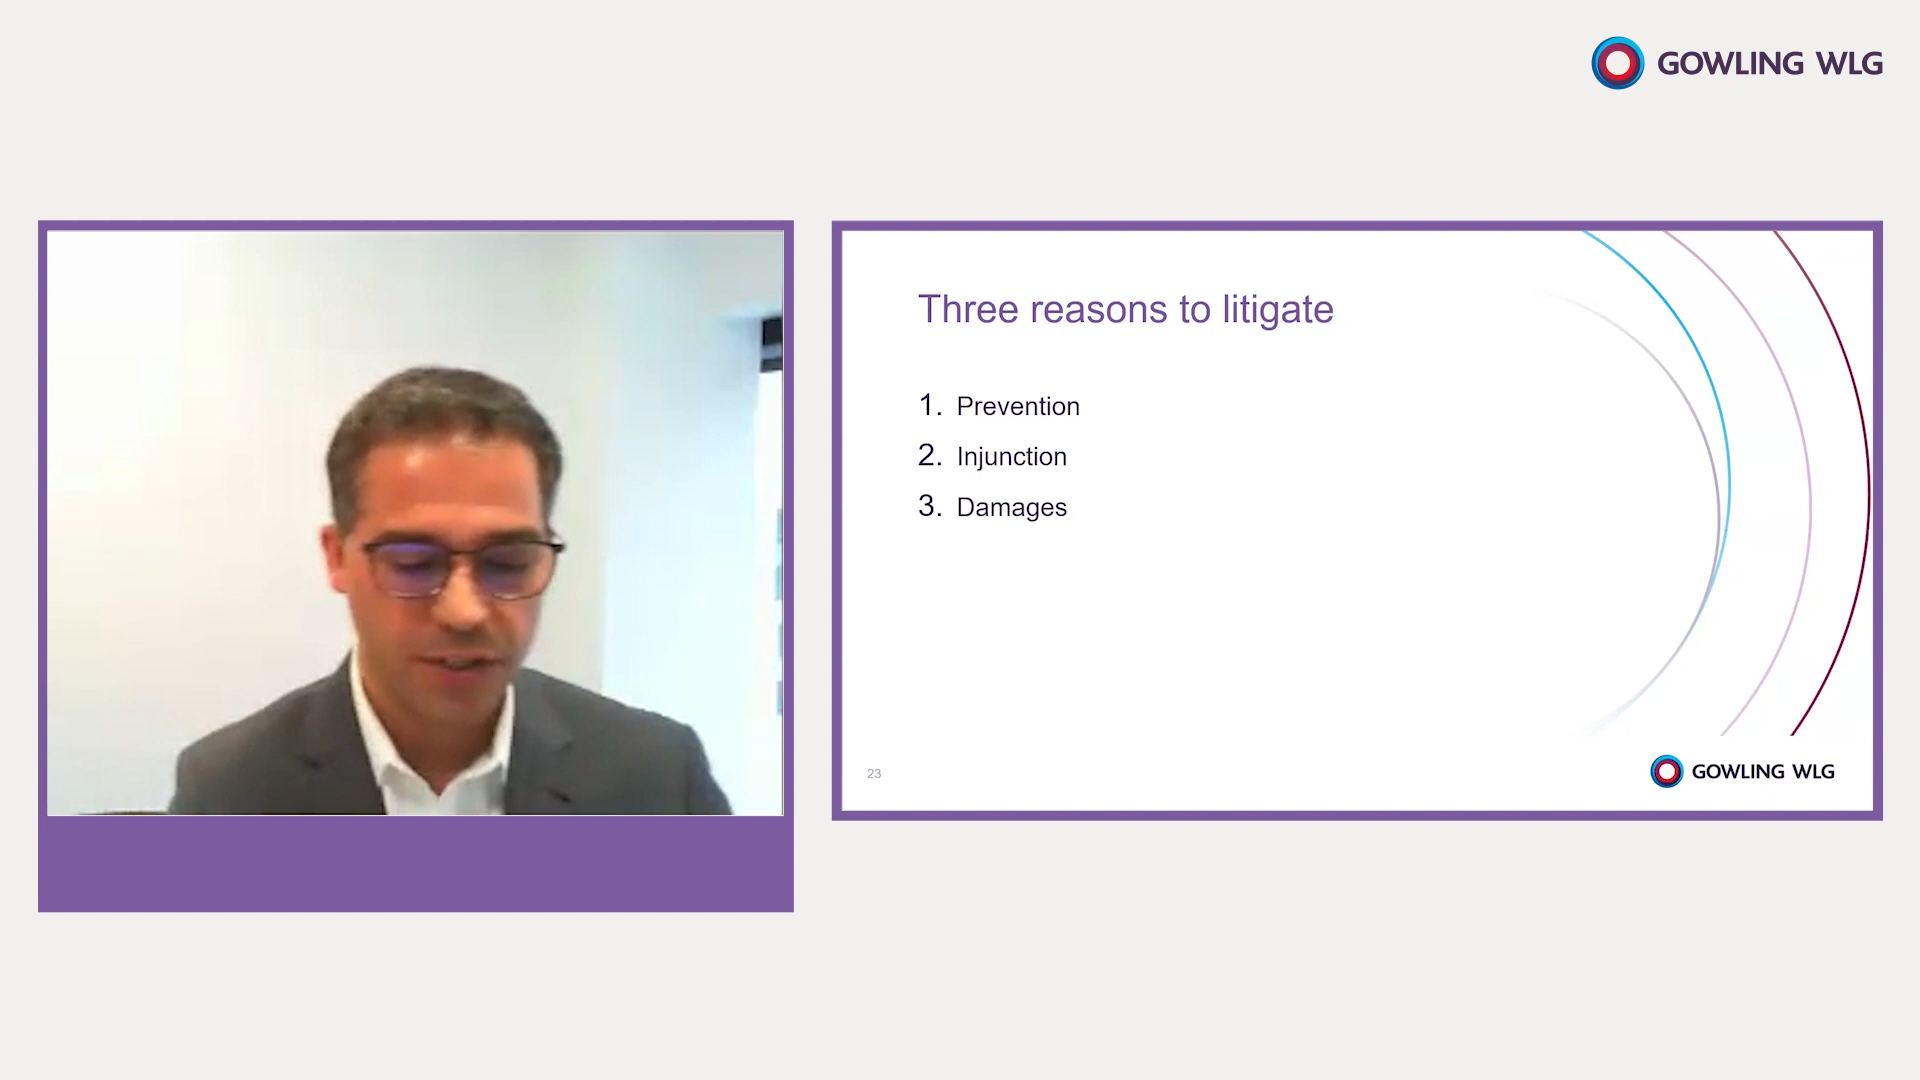 GOWLING WLG
Three reasons to litigate
1. Prevention
2. Injunction
3. Damages
23
GOWLING WLG